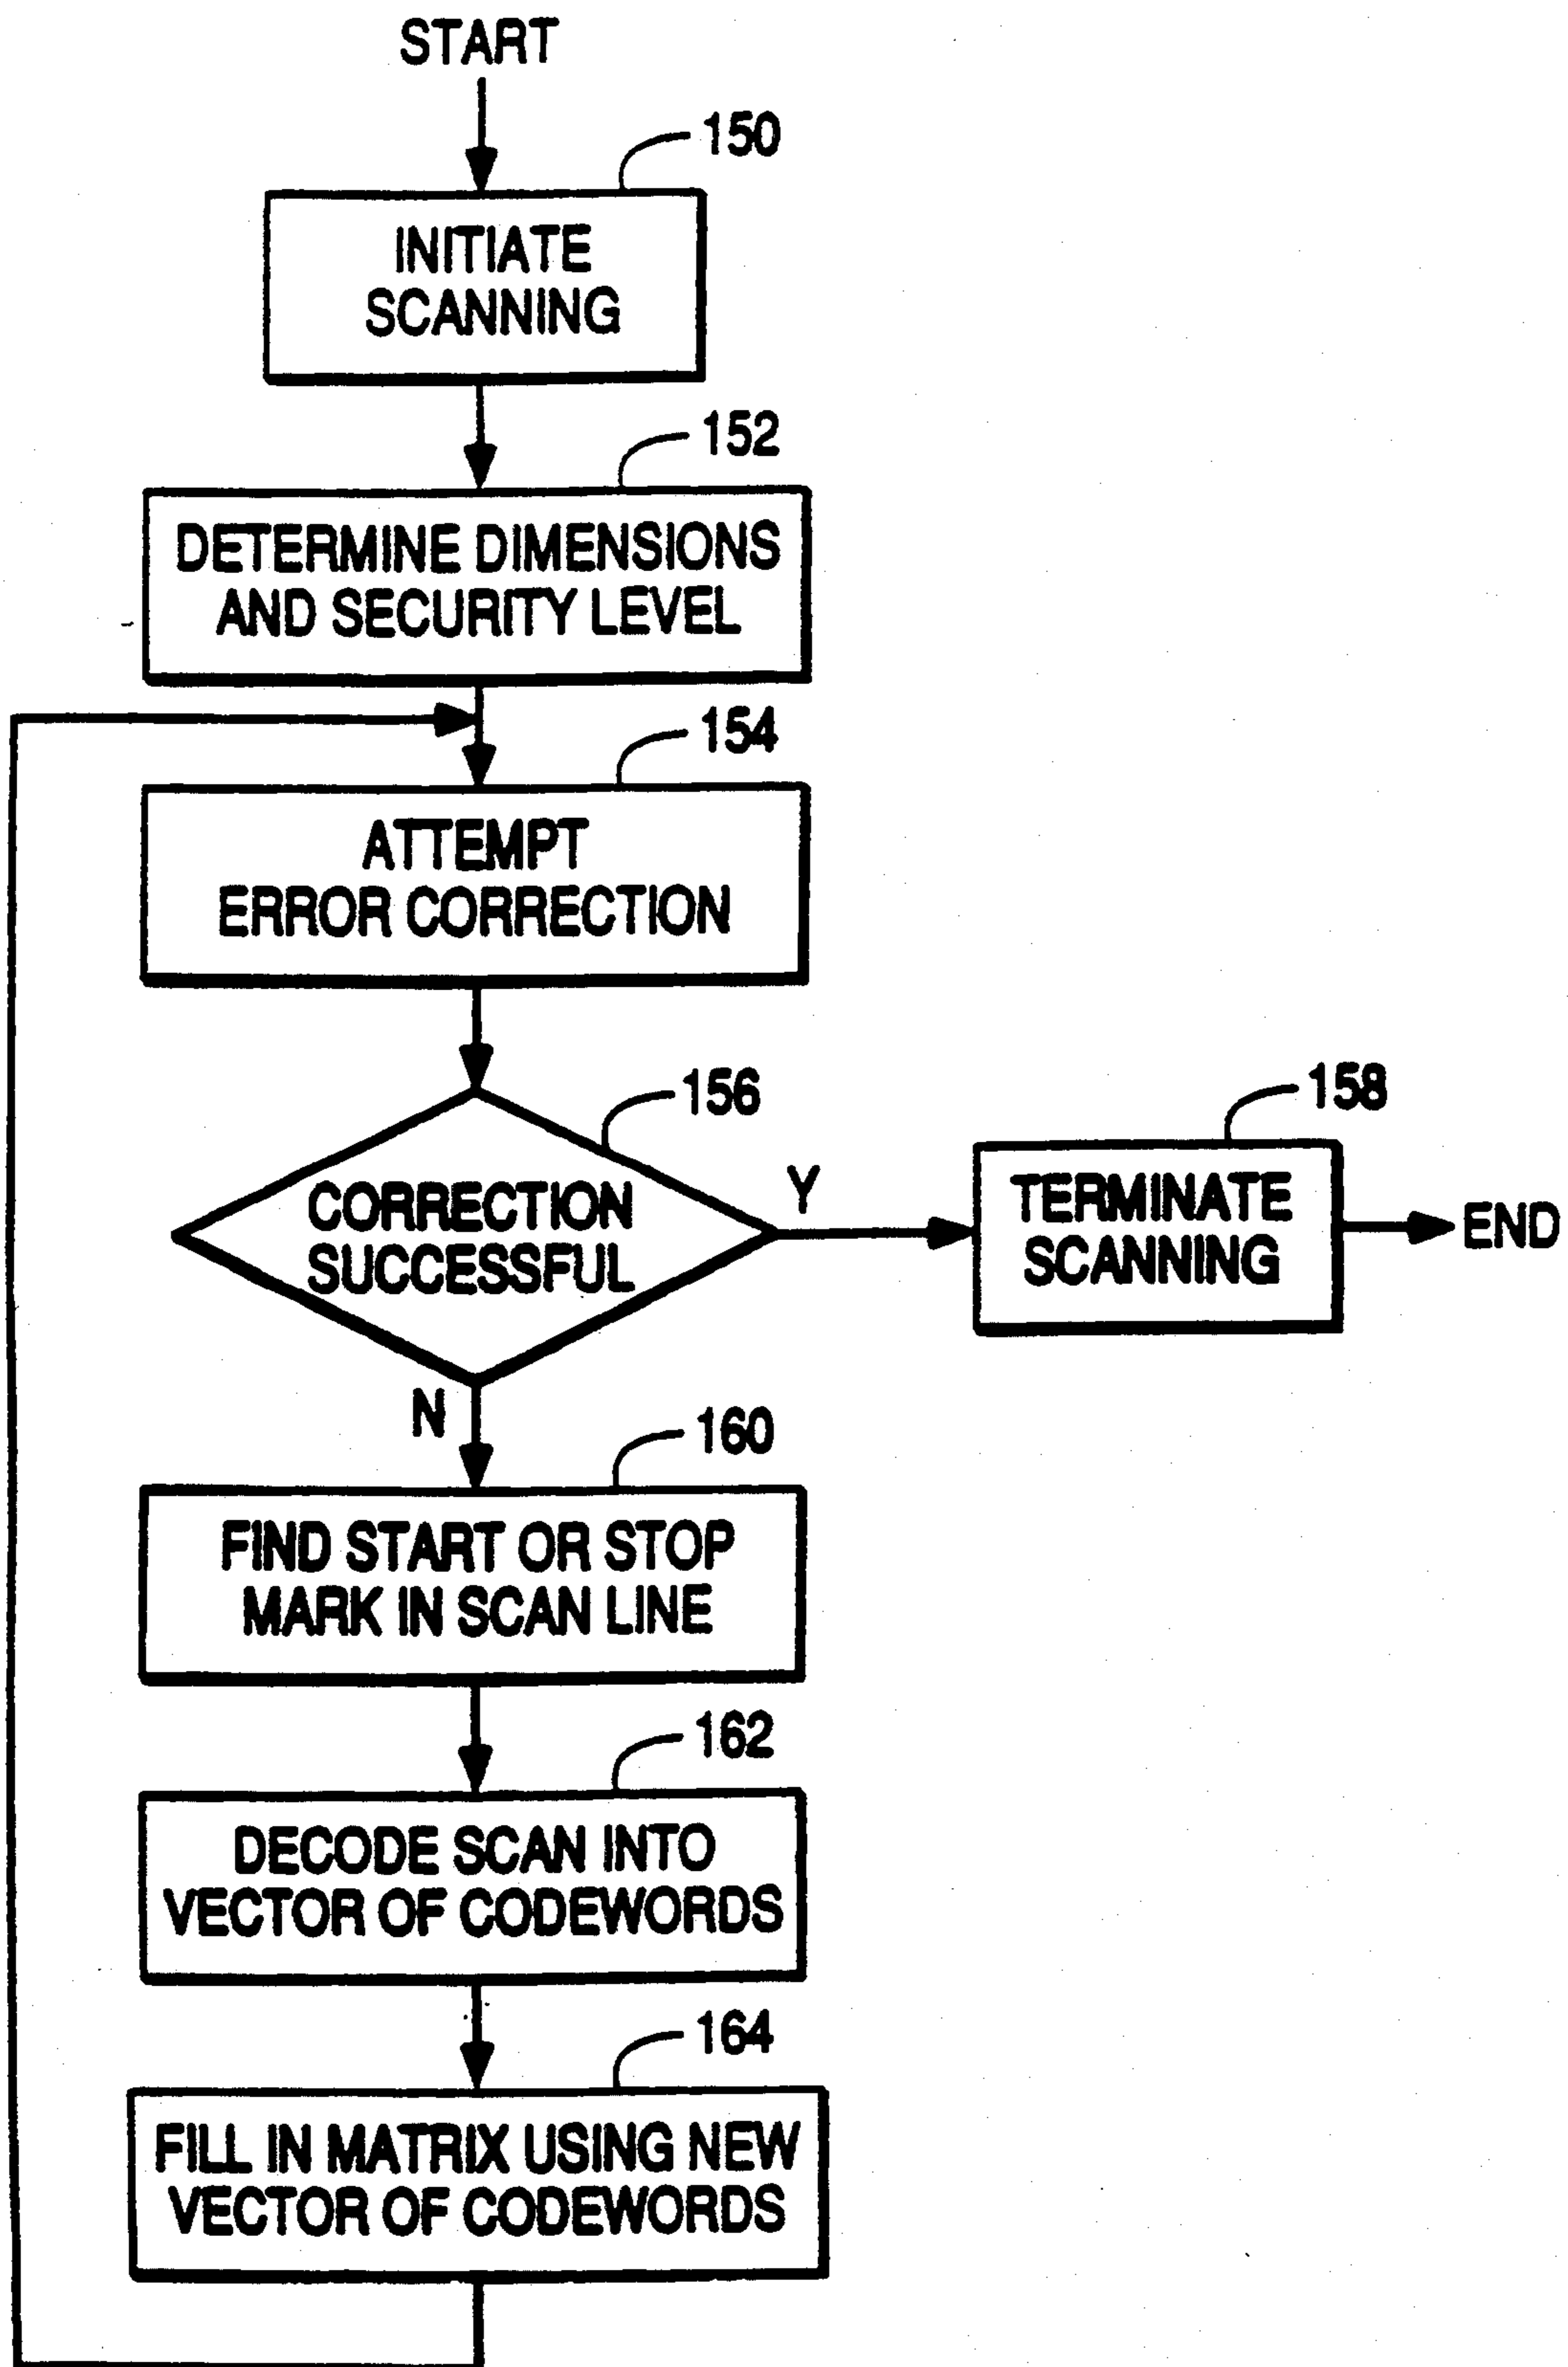 START
150
INITIATE
SCANNING
152
DETERMINE DIMENSIONS
AND SECURITY LEVEL
154
ATTEMPT
ERROR CORRECTION
156
CORRECTION
SUCCESSFUL
Y
158
TERMINATE
SCANNING
END
N
160
FIND START OR STOP
MARK IN SCAN LINE
162
DECODE SCAN INTO
VECTOR OF CODEWORDS
164
FILL IN MATRIX USING NEW
VECTOR OF CODEWORDS